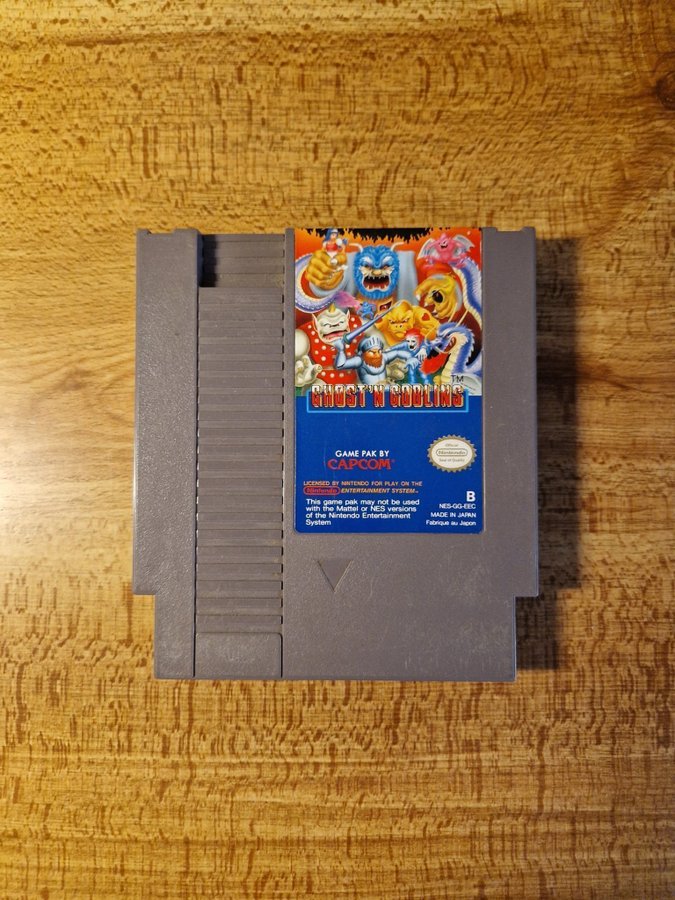 GHOST'N GOBLINS TM
GAME PAK BY
CAPCOM®
Official
Nintendo
Seal of Quality
LICENSED BY NINTENDO FOR PLAY ON THE
Nintendo ENTERTAINMENT SYSTEM™
This game pak may not be used
with the Mattel or NES versions
of the Nintendo Entertainment
System
B
NES-GG-EEC
MADE IN JAPAN
Fabriqué au Japon